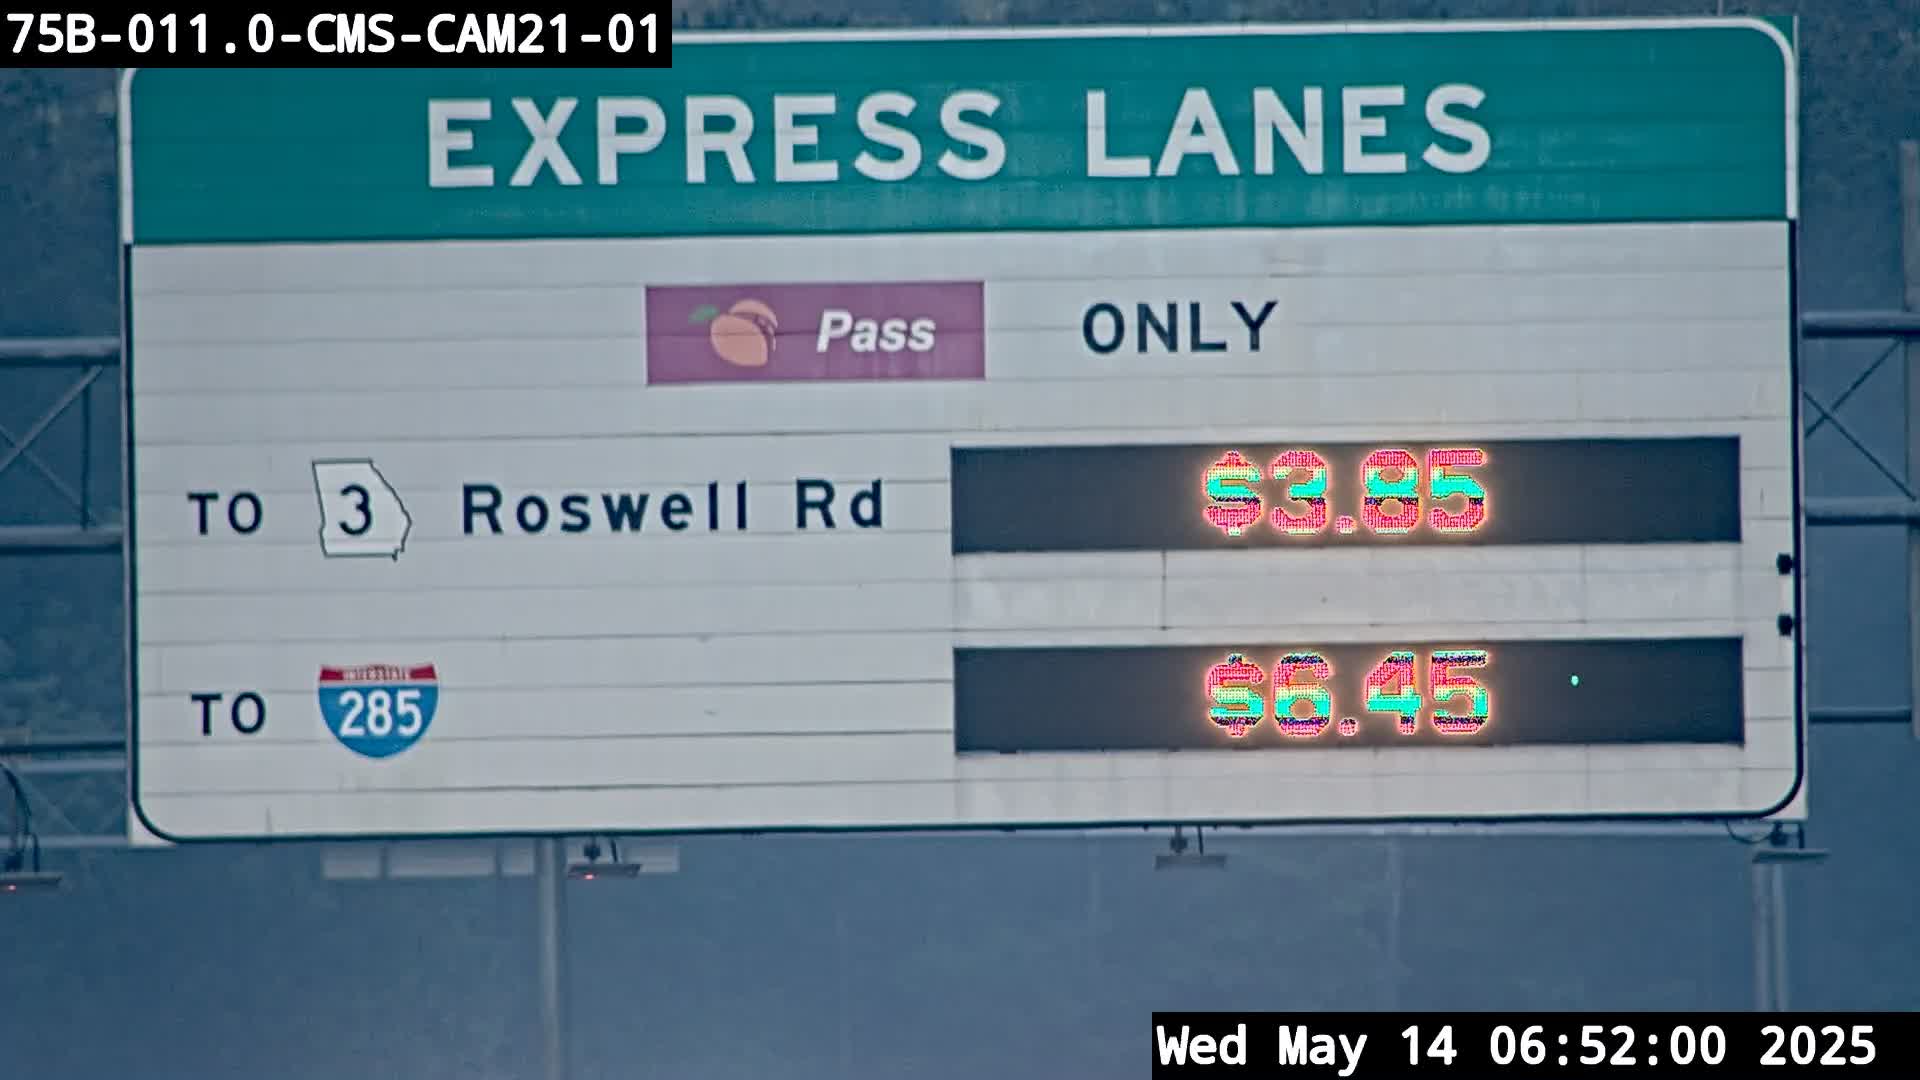 75B-011.0-CMS-CAM21-01
EXPRESS LANES
Pass ONLY
TO 3 Roswell Rd $3.85
INTERSTATE
TO 285 $6.45
Wed May 14 06:52:00 2025